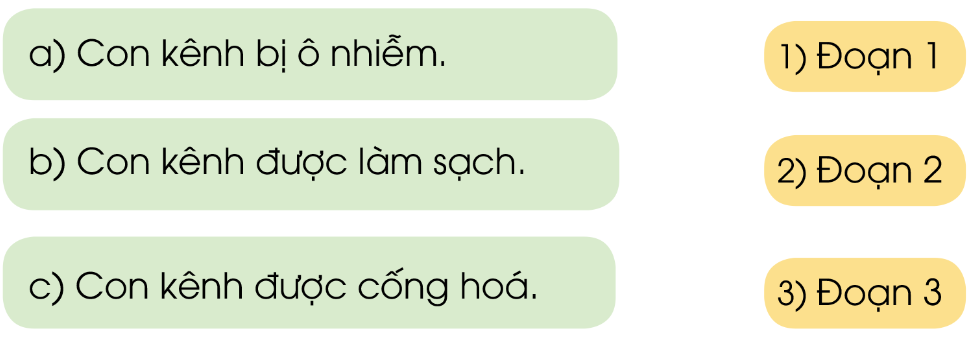 a) Con kênh bị ô nhiễm.
1) Đoạn 1
b) Con kênh được làm sạch.
2) Đoạn 2
c) Con kênh được cống hoá.
3) Đoạn 3